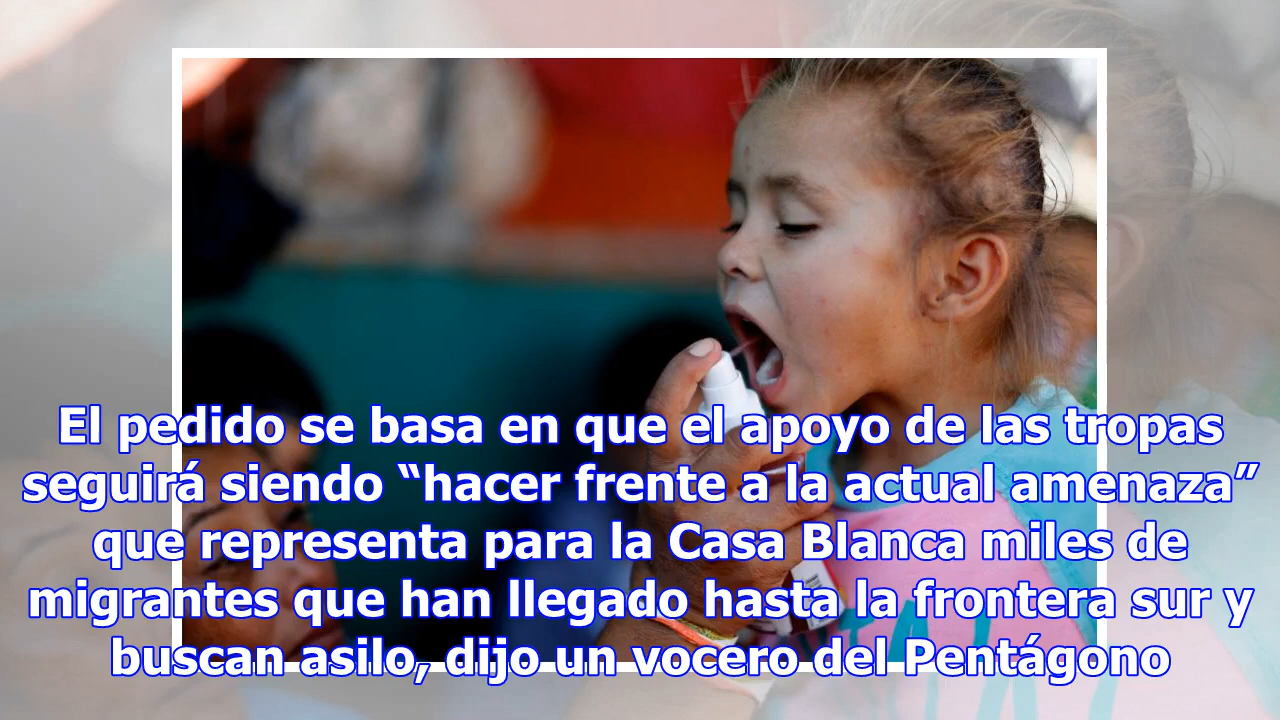 El pedido se basa en que el apoyo de las tropas
seguirá siendo “hacer frente a la actual amenaza”
que representa para la Casa Blanca miles de
migrantes que han llegado hasta la frontera sur y
buscan asilo, dijo un vocero del Pentágono